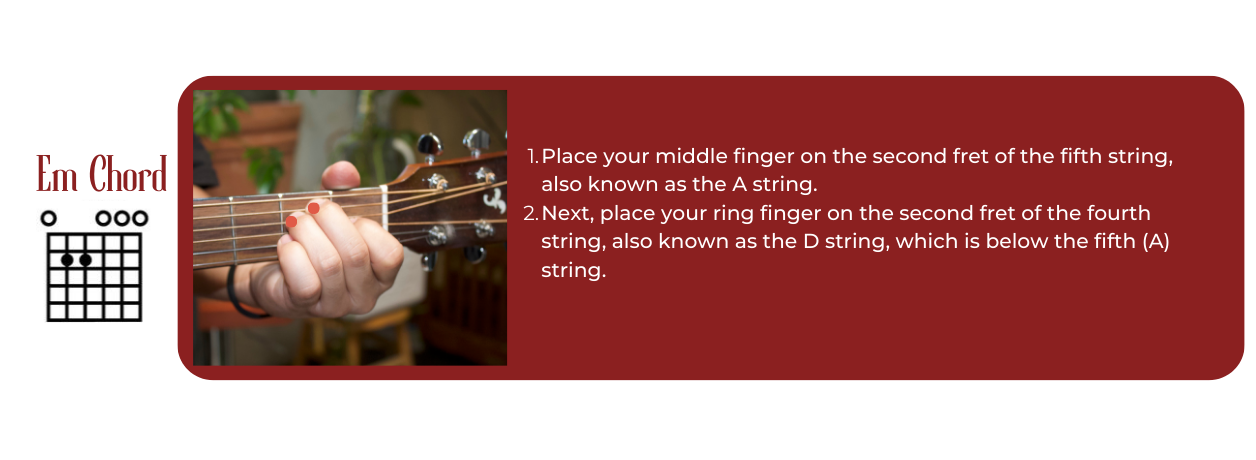 Em Chord
1. Place your middle finger on the second fret of the fifth string,
also known as the A string.
2. Next, place your ring finger on the second fret of the fourth
string, also known as the D string, which is below the fifth (A)
string.